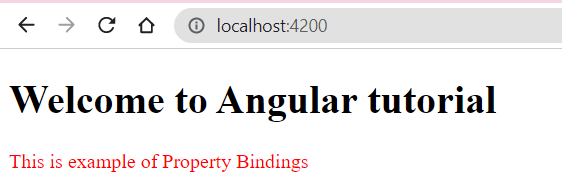 localhost:4200
Welcome to Angular tutorial
This is example of Property Bindings